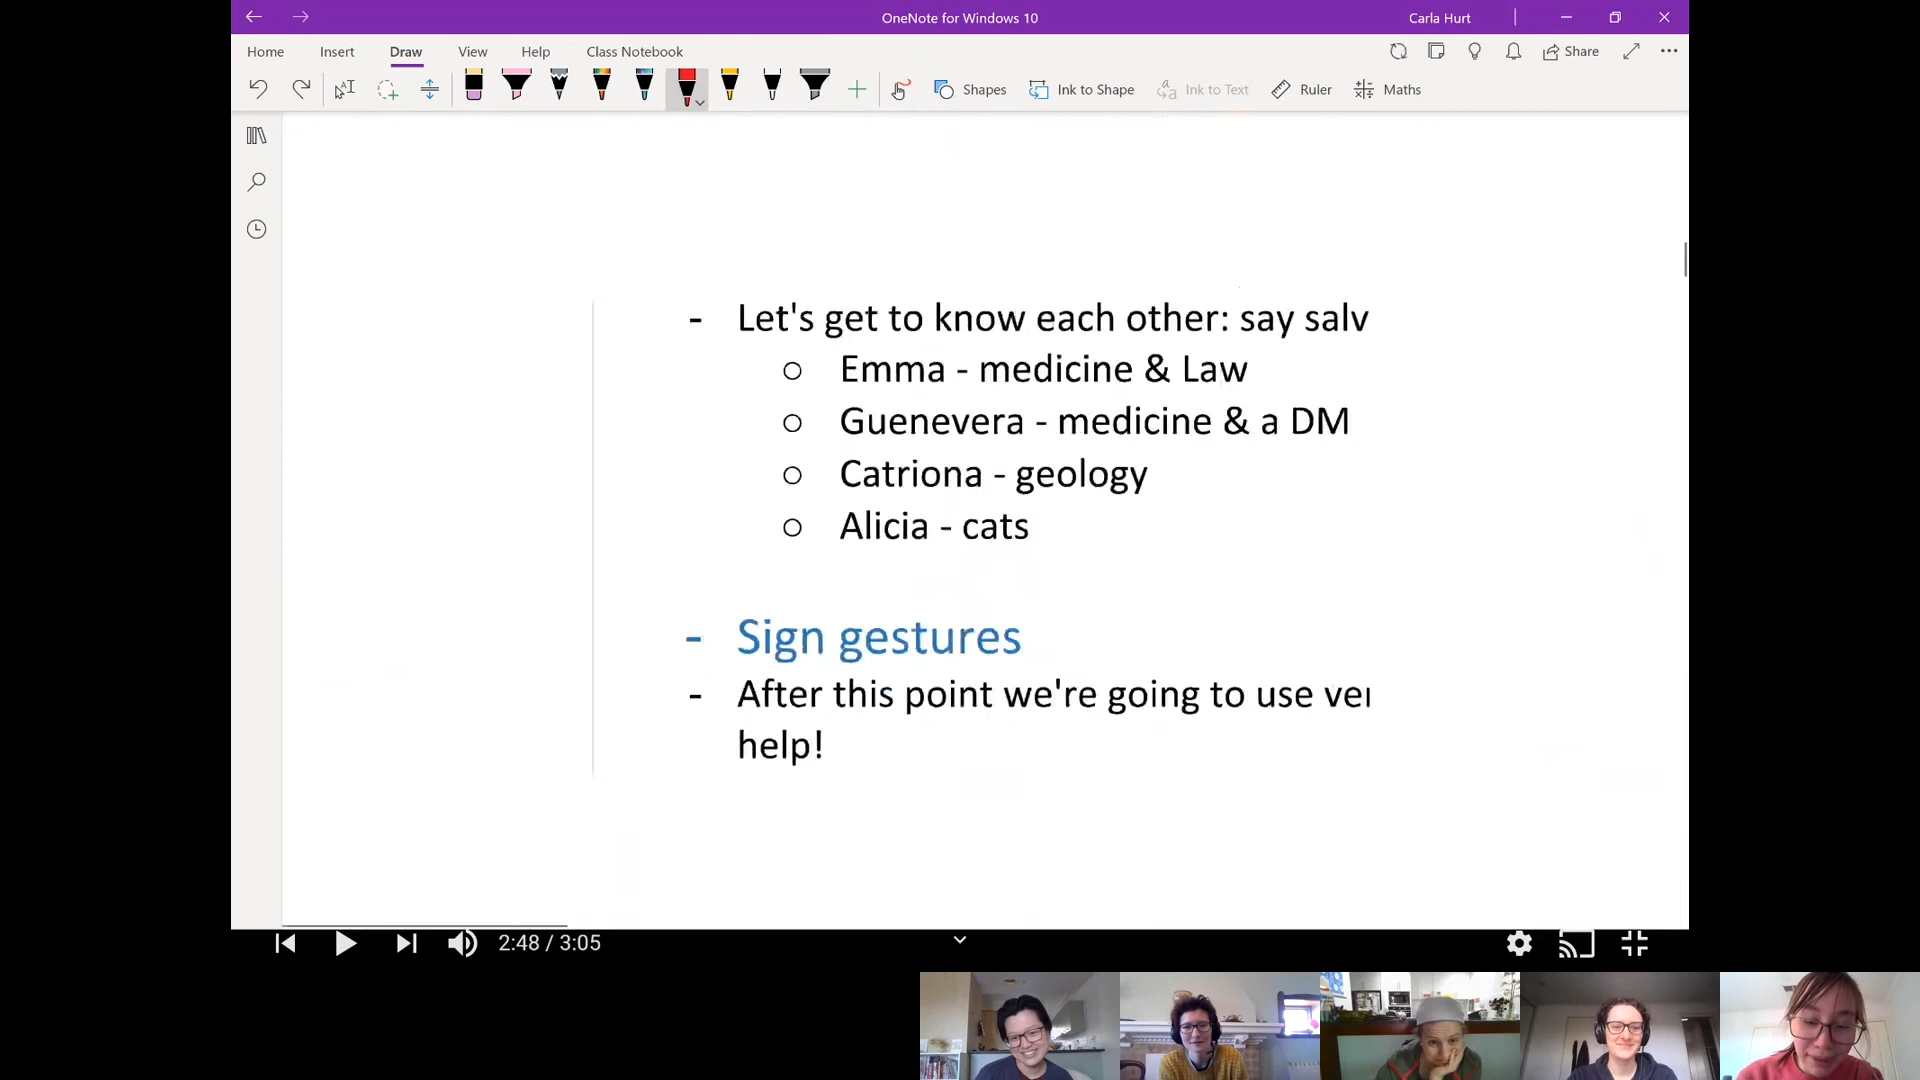 OneNote for Windows 10
Carla Hurt
Home Insert Draw View Help Class Notebook
Share
Shapes Ink to Shape Ink to Text Ruler Maths
- Let's get to know each other: say salv
○ Emma - medicine & Law
○ Guenevera - medicine & a DM
○ Catriona - geology
○ Alicia - cats
- Sign gestures
- After this point we're going to use ver
help!
2:48 / 3:05